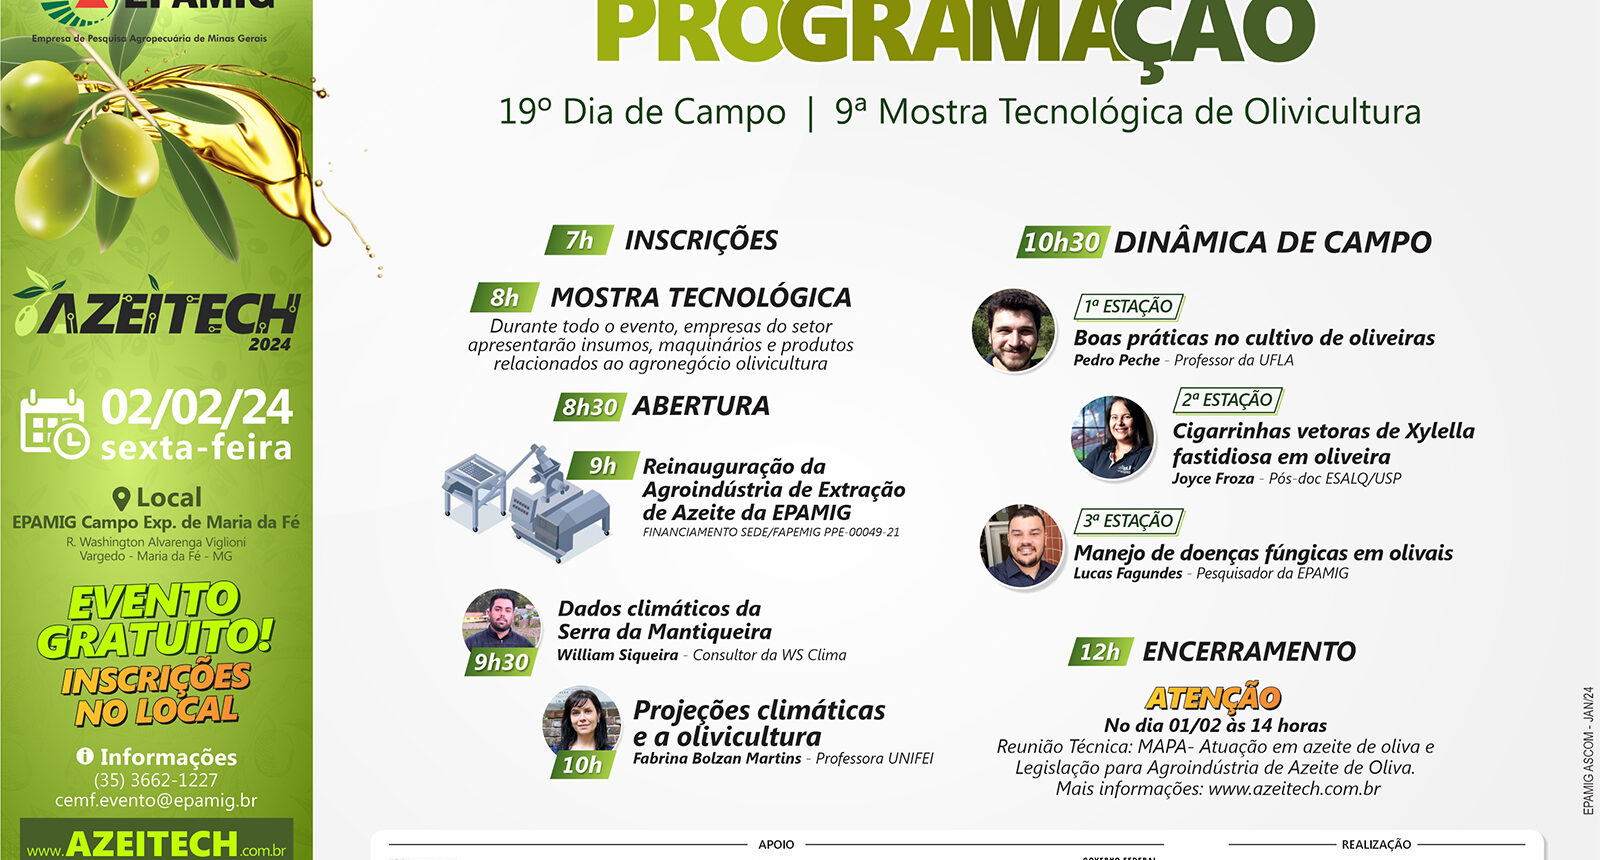 EPAMIG
Empresa de Pesquisa Agropecuária de Minas Gerais
AZEITECH
2024
02/02/24
sexta-feira
Local
EPAMIG Campo Exp. de Maria da Fé
R. Washington Alvarenga Viglioni
Vargedo - Maria da Fé - MG
EVENTO
GRATUITO!
INSCRIÇÕES
NO LOCAL
Informações
(35) 3662-1227
cemf.evento@epamig.br
www.AZEITECH.com.br
PROGRAMAÇÃO
19º Dia de Campo | 9ª Mostra Tecnológica de Olivicultura
7h INSCRIÇÕES
8h MOSTRA TECNOLÓGICA
Durante todo o evento, empresas do setor
apresentarão insumos, maquinários e produtos
relacionados ao agronegócio olivicultura
8h30 ABERTURA
9h Reinauguração da
Agroindústria de Extração
de Azeite da EPAMIG
FINANCIAMENTO SEDE/FAPEMIG PPE-00049-21
Dados climáticos da
Serra da Mantiqueira
William Siqueira - Consultor da WS Clima
9h30
Projeções climáticas
e a olivicultura
Fabrina Bolzan Martins - Professora UNIFEI
10h
10h30 DINÂMICA DE CAMPO
1ª ESTAÇÃO
Boas práticas no cultivo de oliveiras
Pedro Peche - Professor da UFLA
2ª ESTAÇÃO
Cigarrinhas vetoras de Xylella
fastidiosa em oliveira
Joyce Froza - Pós-doc ESALQ/USP
3ª ESTAÇÃO
Manejo de doenças fúngicas em olivais
Lucas Fagundes - Pesquisador da EPAMIG
12h ENCERRAMENTO
ATENÇÃO
No dia 01/02 às 14 horas
Reunião Técnica: MAPA- Atuação em azeite de oliva e
Legislação para Agroindústria de Azeite de Oliva.
Mais informações: www.azeitech.com.br
EPAMIG ASCOM - JAN/24
APOIO
REALIZAÇÃO
GOVERNO FEDERAL